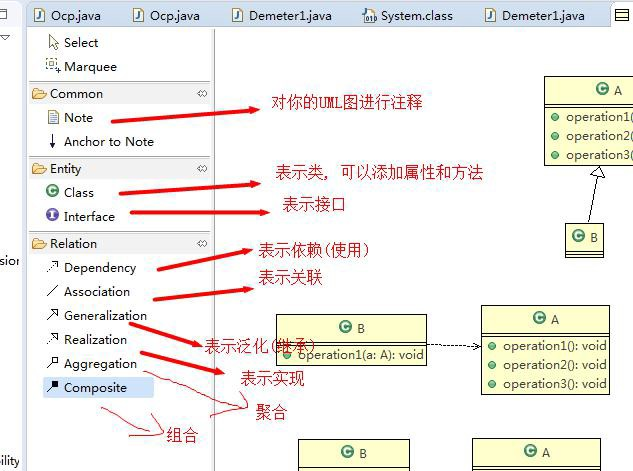 Ocp.java
Ocp.java
Demeter1.java
System.class
Demeter1.java
Select
Marquee
Common
Note
对你的UML图进行注释
Anchor to Note
Entity
Class
表示类, 可以添加属性和方法
Interface
表示接口
Relation
Dependency
表示依赖(使用)
Association
表示关联
Generalization
表示泛化(继承)
Realization
表示实现
Aggregation
聚合
Composite
组合
A
operation1(
operation2(
operation3(
B
B
operation1(a: A): void
A
operation1(): void
operation2(): void
operation3(): void
B
A
sion
bility